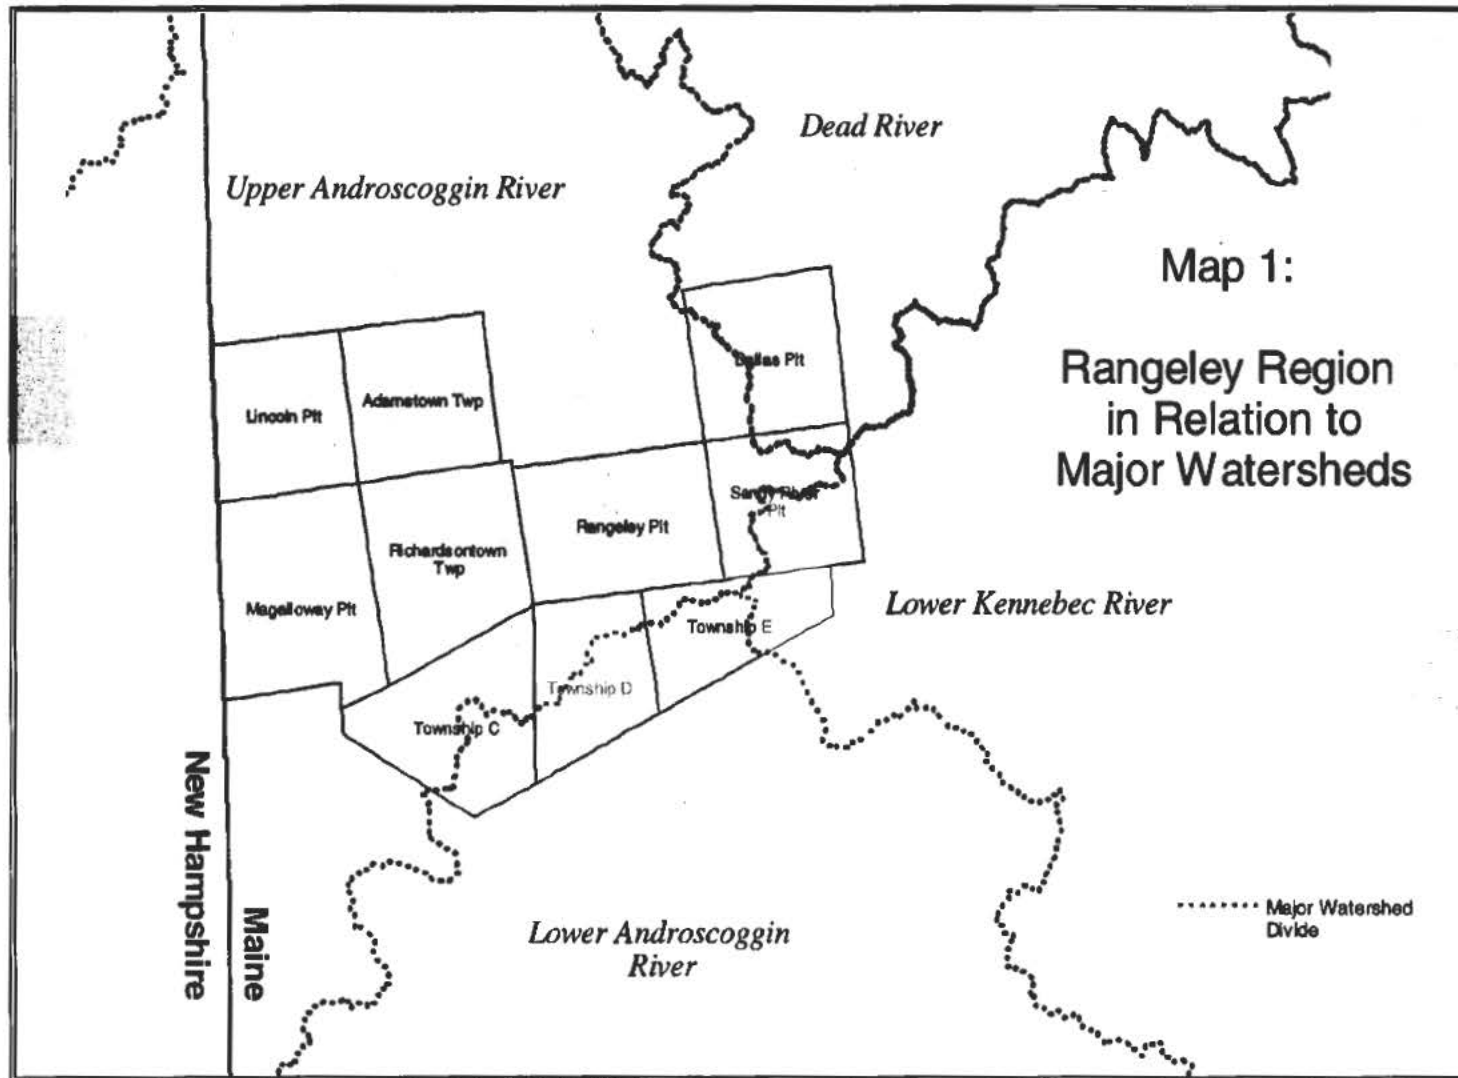 Dead River
Upper Androscoggin River
Map 1:
Rangeley Region
in Relation to
Major Watersheds
Dallas Plt
Lincoln Plt
Adamstown Twp
Sandy River
Plt
Rangeley Plt
Richardsontown
Twp
Magalloway Plt
Lower Kennebec River
Township E
Township D
Township C
New Hampshire
Maine
Lower Androscoggin
River
Major Watershed
Divide